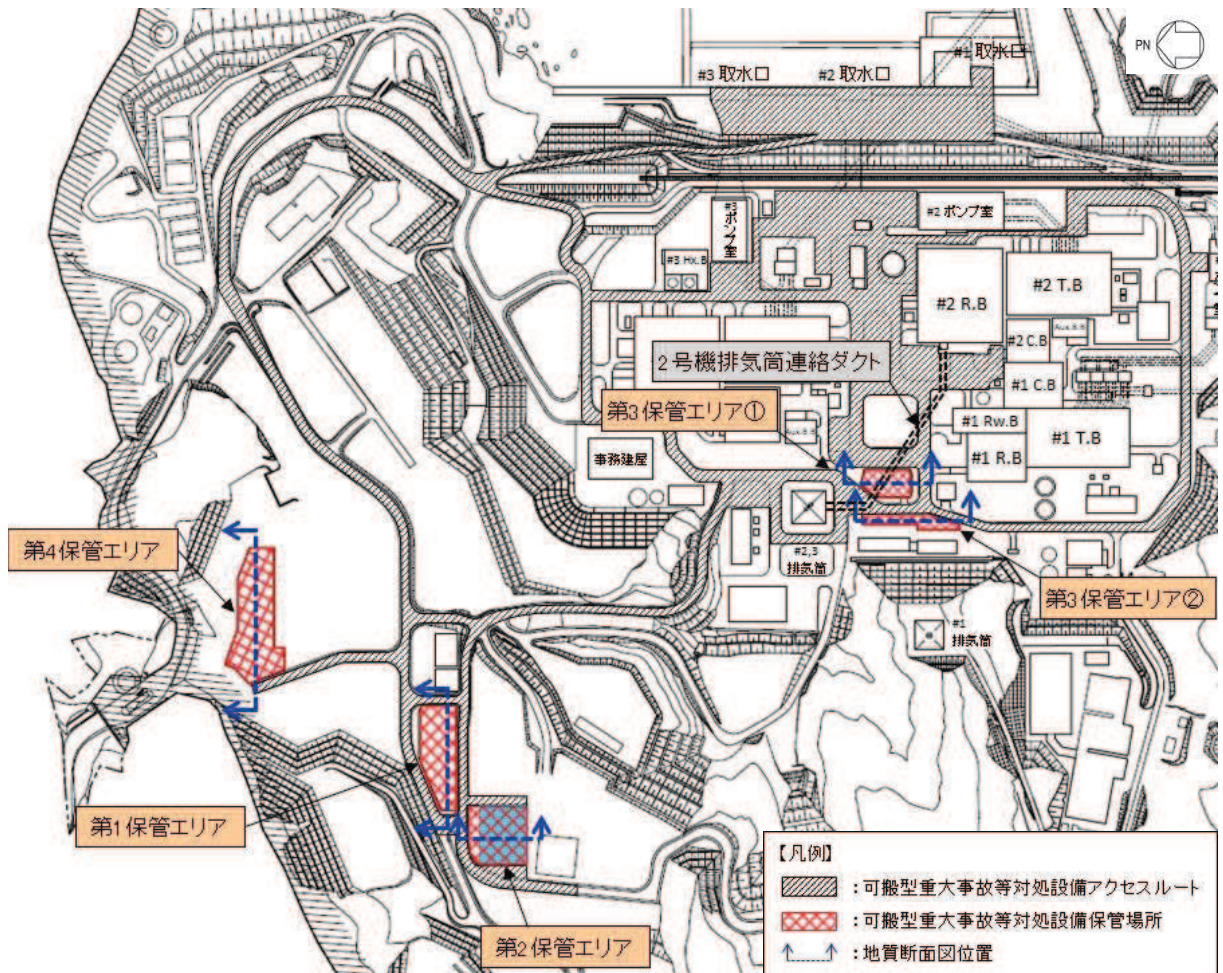 PN
#1 取水口
#3 取水口
#2 取水口
#3
ポンプ
室
#2 ポンプ室
#3 Hx.B
#2 R.B
#2 T.B
#2 C.B
Aux.B.B
2号機排気筒連絡ダクト
#1 C.B
第3保管エリア①
#1 Rw.B
#1 T.B
Aux.B.B
#1 R.B
事務建屋
第4保管エリア
#2,3
排気筒
第3保管エリア②
#1
排気筒
第1保管エリア
第2保管エリア
【凡例】
：可搬型重大事故等対処設備アクセスルート
：可搬型重大事故等対処設備保管場所
：地質断面図位置